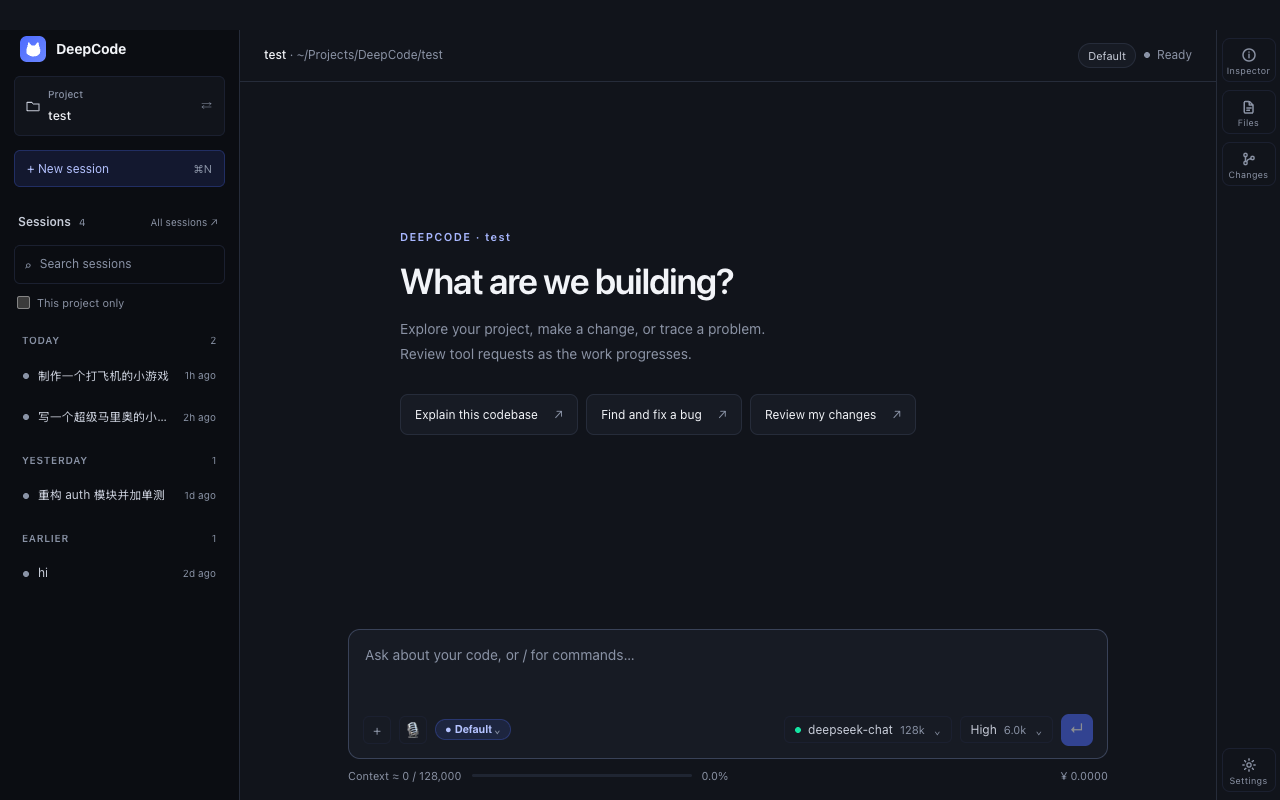 DeepCode
Project
test
+ New session ⌘N
Sessions 4 All sessions ↗
Search sessions
This project only
TODAY 2
制作一个打飞机的小游戏 1h ago
写一个超级马里奥的小... 2h ago
YESTERDAY 1
重构 auth 模块并加单测 1d ago
EARLIER 1
hi 2d ago
test · ~/Projects/DeepCode/test
Default Ready
DEEPCODE · test
What are we building?
Explore your project, make a change, or trace a problem.
Review tool requests as the work progresses.
Explain this codebase ↗ Find and fix a bug ↗ Review my changes ↗
Ask about your code, or / for commands...
+ Default deepseek-chat 128k High 6.0k
Context ≈ 0 / 128,000 0.0% ¥ 0.0000
Inspector
Files
Changes
Settings